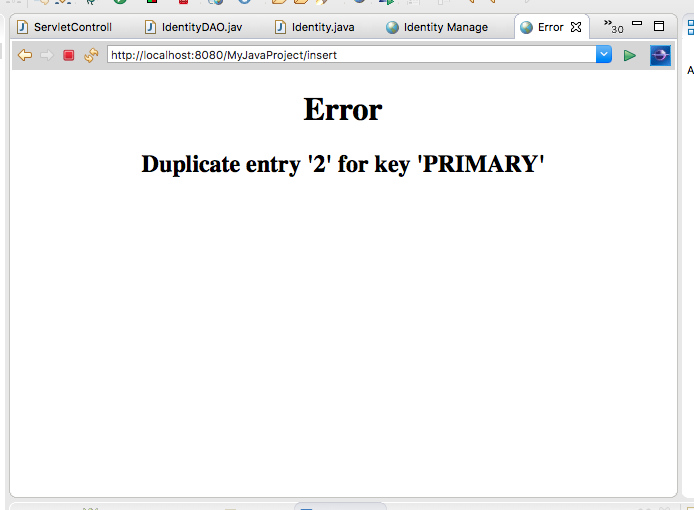 ServletControll IdentityDAO.jav Identity.java Identity Manage Error »30
http://localhost:8080/MyJavaProject/insert
Error
Duplicate entry '2' for key 'PRIMARY'
A